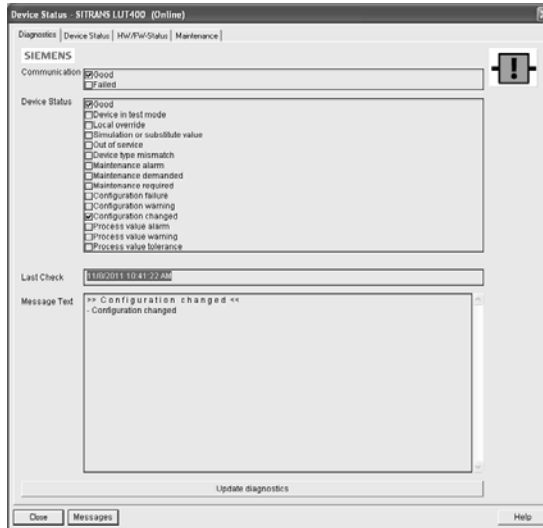 Device Status - SITRANS LUT400 (Online)
Diagnostics | Device Status | HW/FW-Status | Maintenance
SIEMENS
Communication
Good
Failed
Device Status
Good
Device in test mode
Local override
Simulation or substitute value
Out of service
Device type mismatch
Maintenance alarm
Maintenance demanded
Maintenance required
Configuration failure
Configuration warning
Configuration changed
Process value alarm
Process value warning
Process value tolerance
Last Check
11/8/2011 10:41:22 AM
Message Text
>> Configuration changed <<
- Configuration changed
Update diagnostics
Close Messages Help